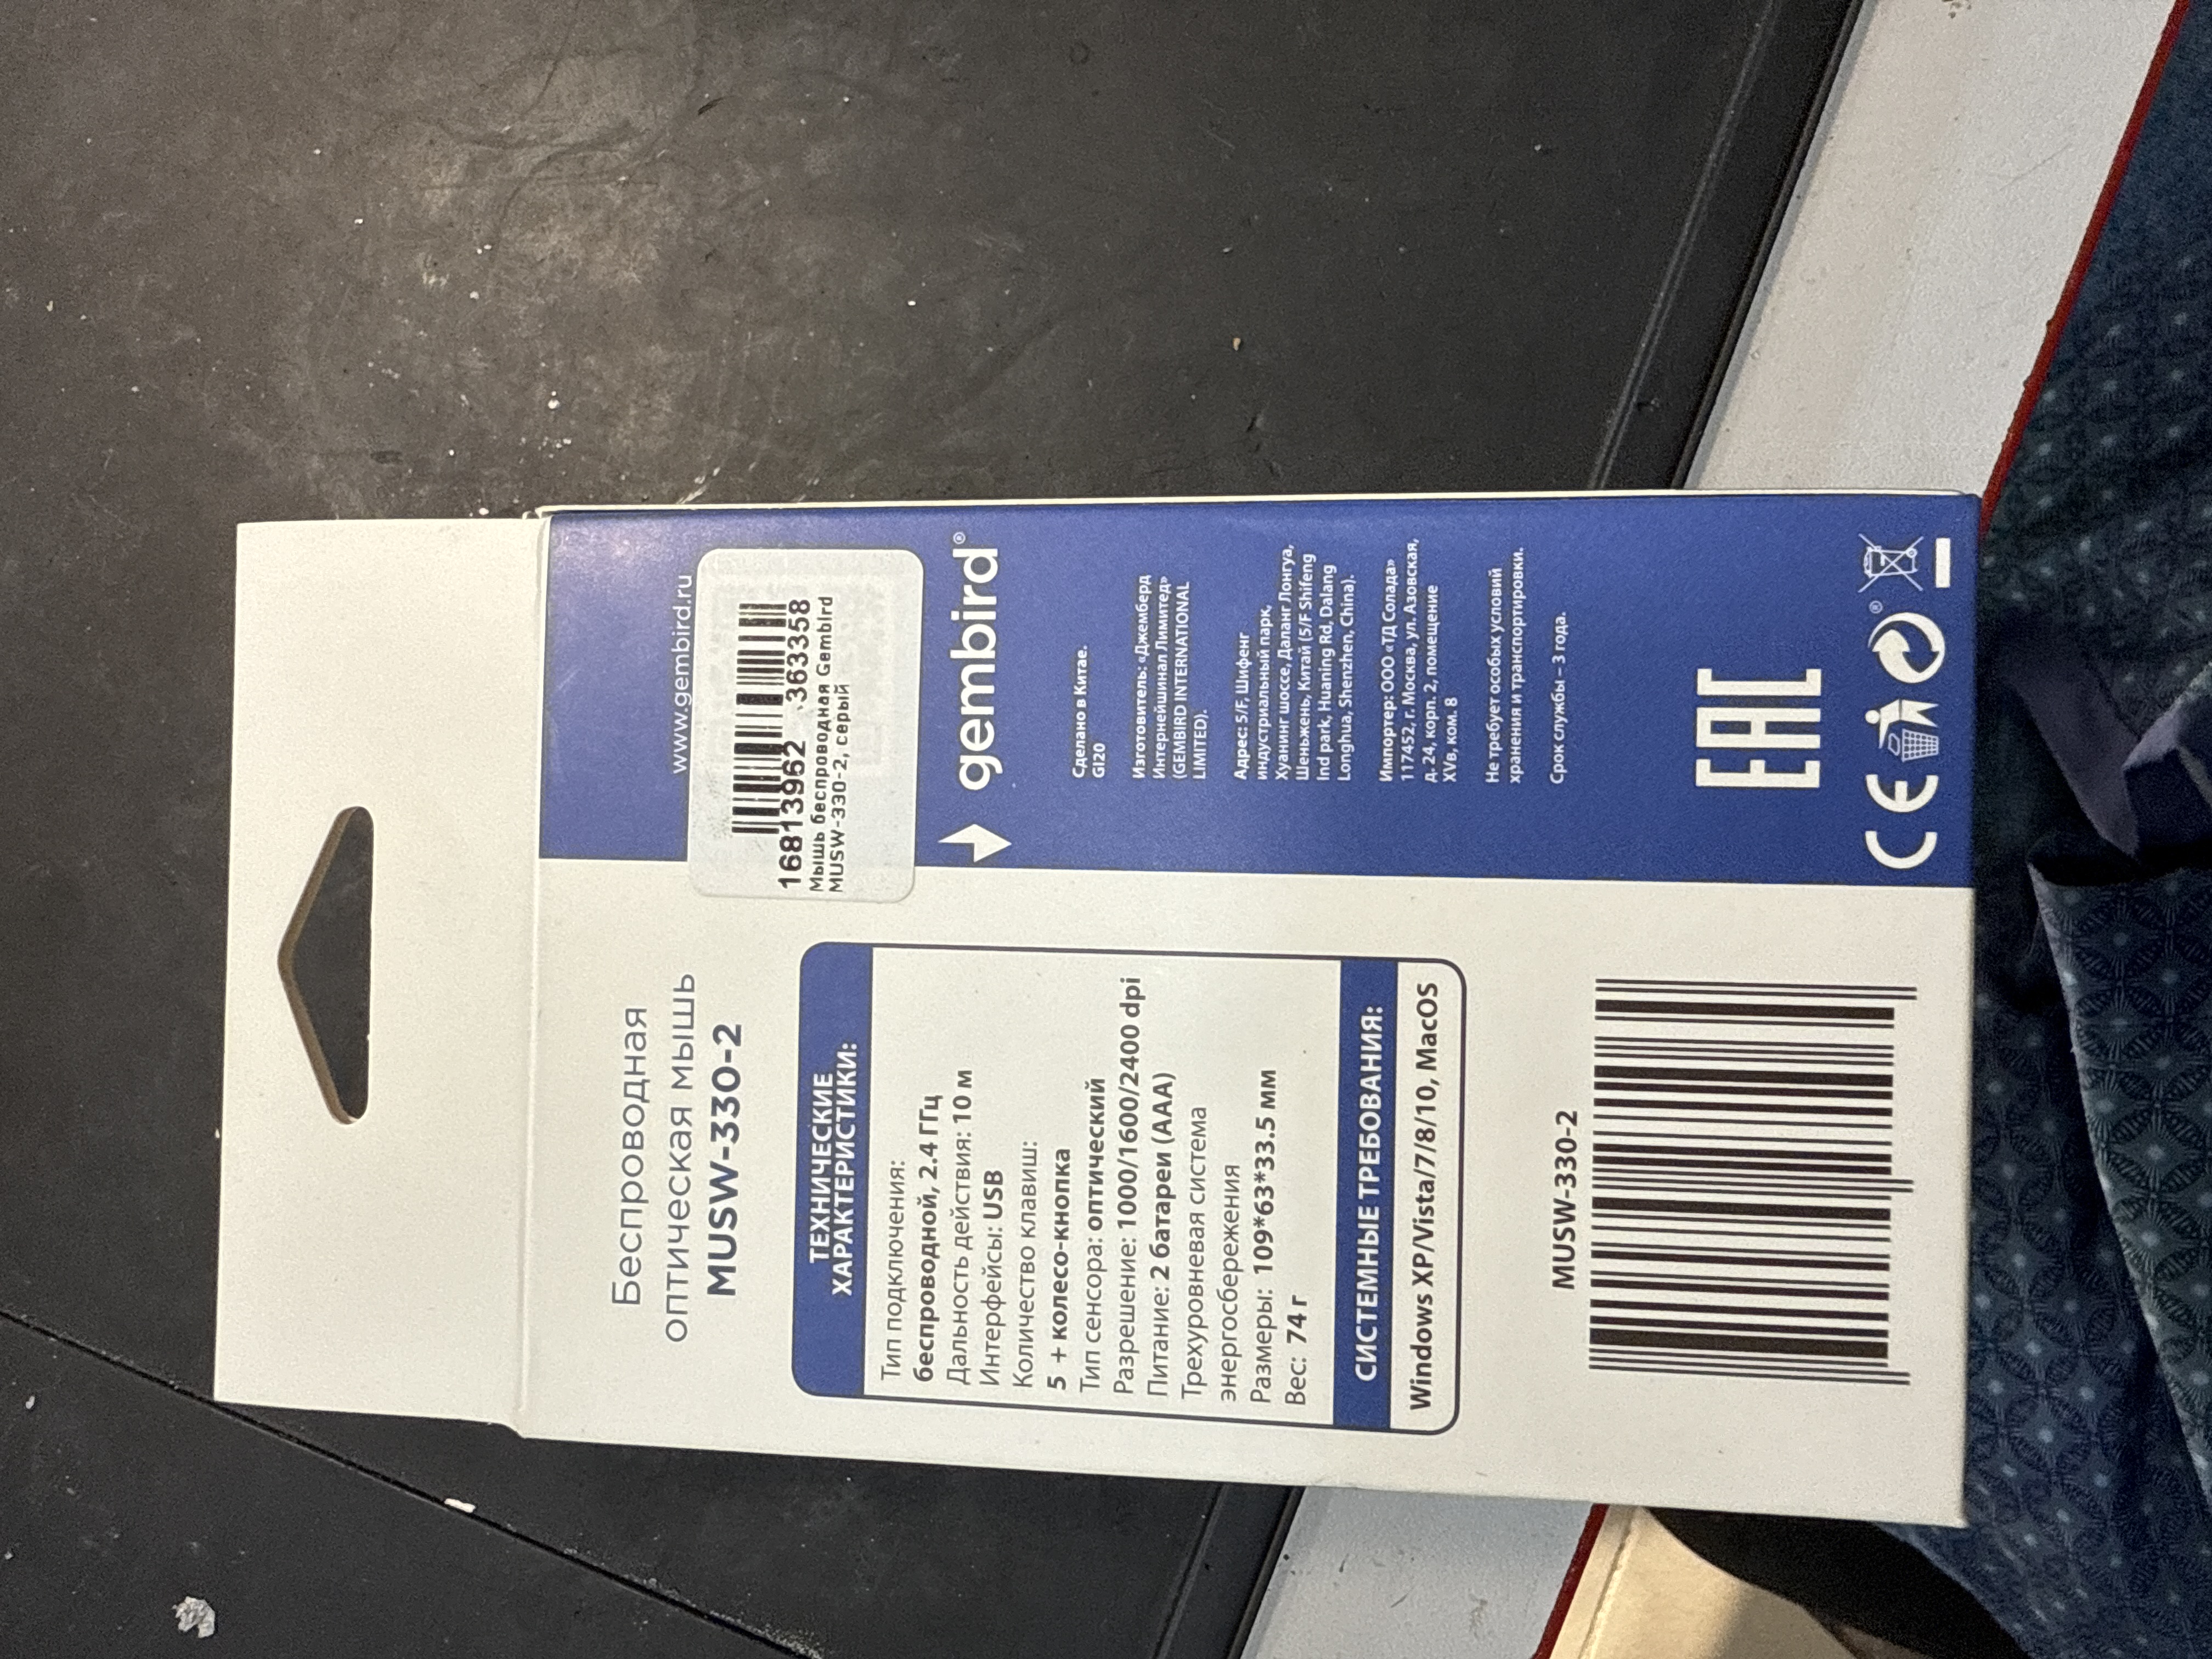 Беспроводная
оптическая мышь
MUSW-330-2
ТЕХНИЧЕСКИЕ
ХАРАКТЕРИСТИКИ:
Тип подключения:
беспроводной, 2.4 ГГц
Дальность действия: 10 м
Интерфейсы: USB
Количество клавиш:
5 + колесо-кнопка
Тип сенсора: оптический
Разрешение: 1000/1600/2400 dpi
Питание: 2 батареи (ААА)
Трехуровневая система
энергосбережения
Размеры: 109*63*33.5 мм
Вес: 74 г
СИСТЕМНЫЕ ТРЕБОВАНИЯ:
Windows XP/Vista/7/8/10, MacOS
MUSW-330-2
www.gembird.ru
16813962 363358
Мышь беспроводная Gembird
MUSW-330-2, серый
gembird®
Сделано в Китае.
GI20
Изготовитель: «Джемберд
Интернейшинал Лимитед»
(GEMBIRD INTERNATIONAL
LIMITED).
Адрес: 5/F, Шифенг
индустриальный парк,
Хуанинг шоссе, Даланг Лонгуа,
Шеньжень, Китай (5/F Shifeng
Ind park, Huaning Rd, Dalang
Longhua, Shenzhen, China).
Импортер: ООО «ТД Солада»
117452, г. Москва, ул. Азовская,
д. 24, корп. 2, помещение
XVв, ком. 8
Не требует особых условий
хранения и транспортировки.
Срок службы – 3 года.
EAC
CE ®